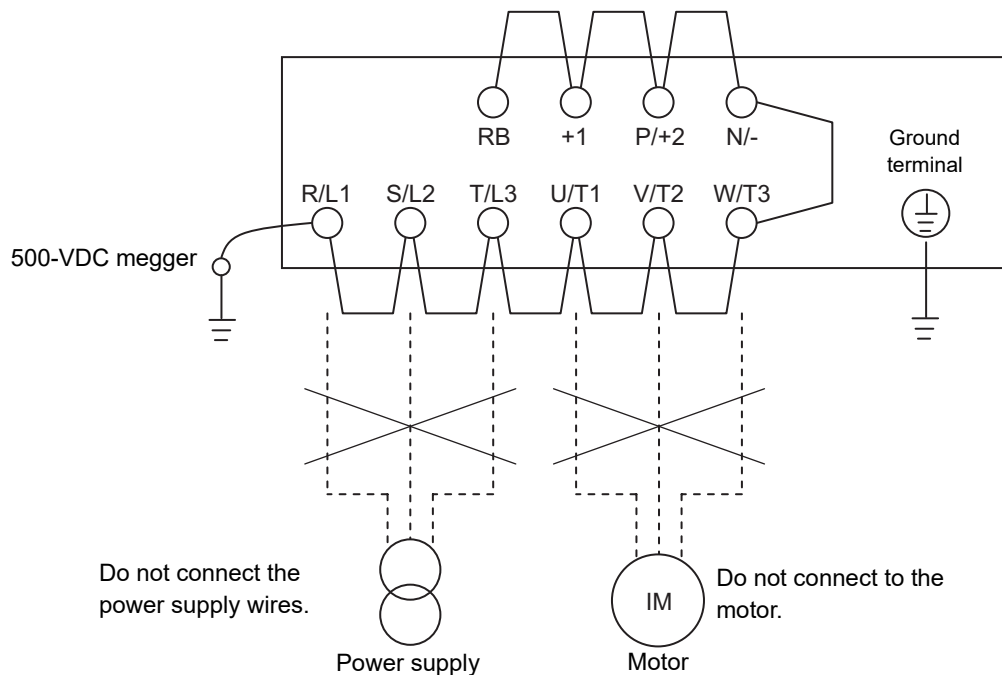 RB
+1
P/+2
N/-
Ground
terminal
R/L1
S/L2
T/L3
U/T1
V/T2
W/T3
500-VDC megger
Do not connect the
power supply wires.
Power supply
IM
Motor
Do not connect to the
motor.